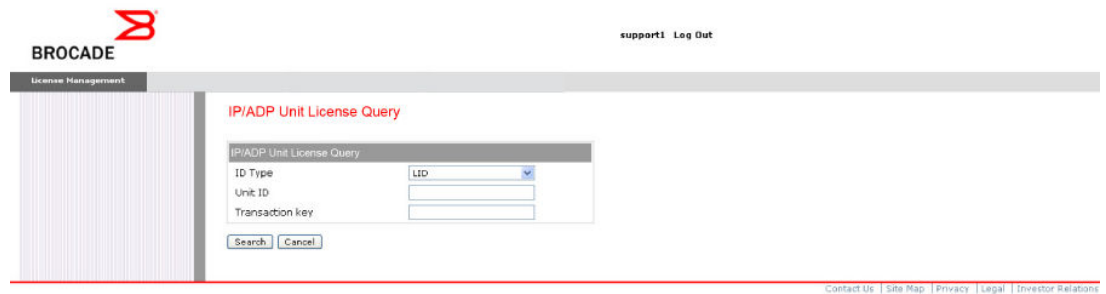 BROCADE
support1 Log Out
License Management
IP/ADP Unit License Query
IP/ADP Unit License Query
ID Type LID
Unit ID
Transaction key
Search Cancel
Contact Us | Site Map | Privacy | Legal | Investor Relations